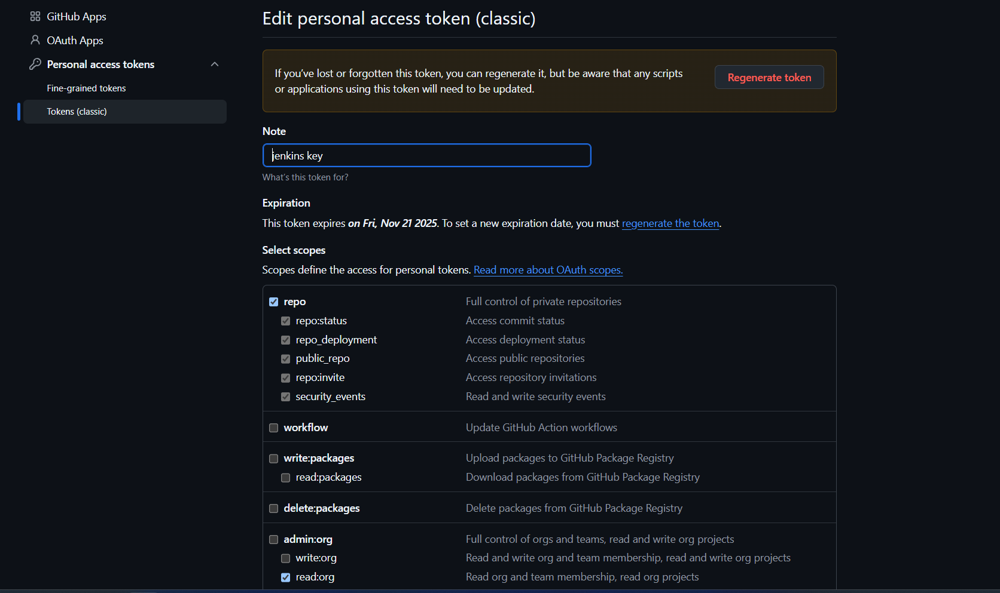 GitHub Apps
OAuth Apps
Personal access tokens
Fine-grained tokens
Tokens (classic)
Edit personal access token (classic)
If you've lost or forgotten this token, you can regenerate it, but be aware that any scripts
or applications using this token will need to be updated.
Regenerate token
Note
jenkins key
What's this token for?
Expiration
This token expires on Fri, Nov 21 2025. To set a new expiration date, you must regenerate the token.
Select scopes
Scopes define the access for personal tokens. Read more about OAuth scopes.
repo Full control of private repositories
repo:status Access commit status
repo_deployment Access deployment status
public_repo Access public repositories
repo:invite Access repository invitations
security_events Read and write security events
workflow Update GitHub Action workflows
write:packages Upload packages to GitHub Package Registry
read:packages Download packages from GitHub Package Registry
delete:packages Delete packages from GitHub Package Registry
admin:org Full control of orgs and teams, read and write org projects
write:org Read and write org and team membership, read and write org projects
read:org Read org and team membership, read org projects